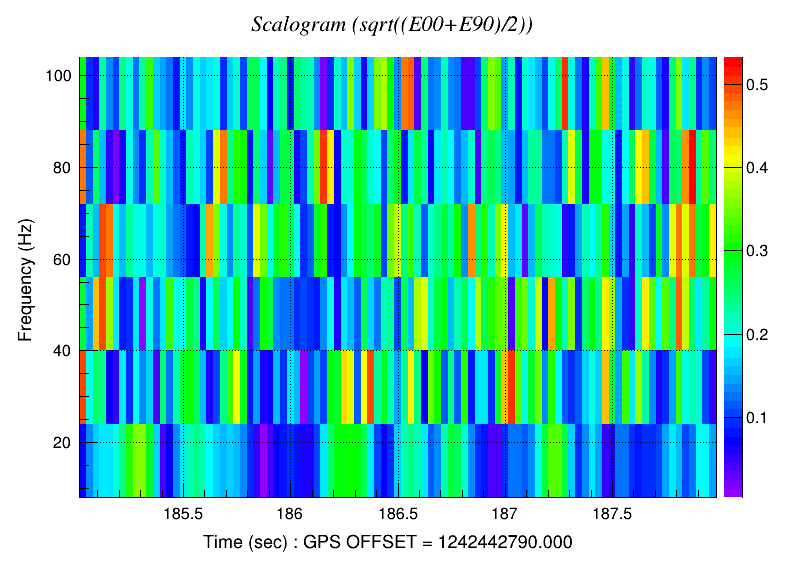 Scalogram (sqrt((E00+E90)/2))
100
80
60
40
20
Frequency (Hz)
0.5
0.4
0.3
0.2
0.1
185.5 186 186.5 187 187.5
Time (sec) : GPS OFFSET = 1242442790.000